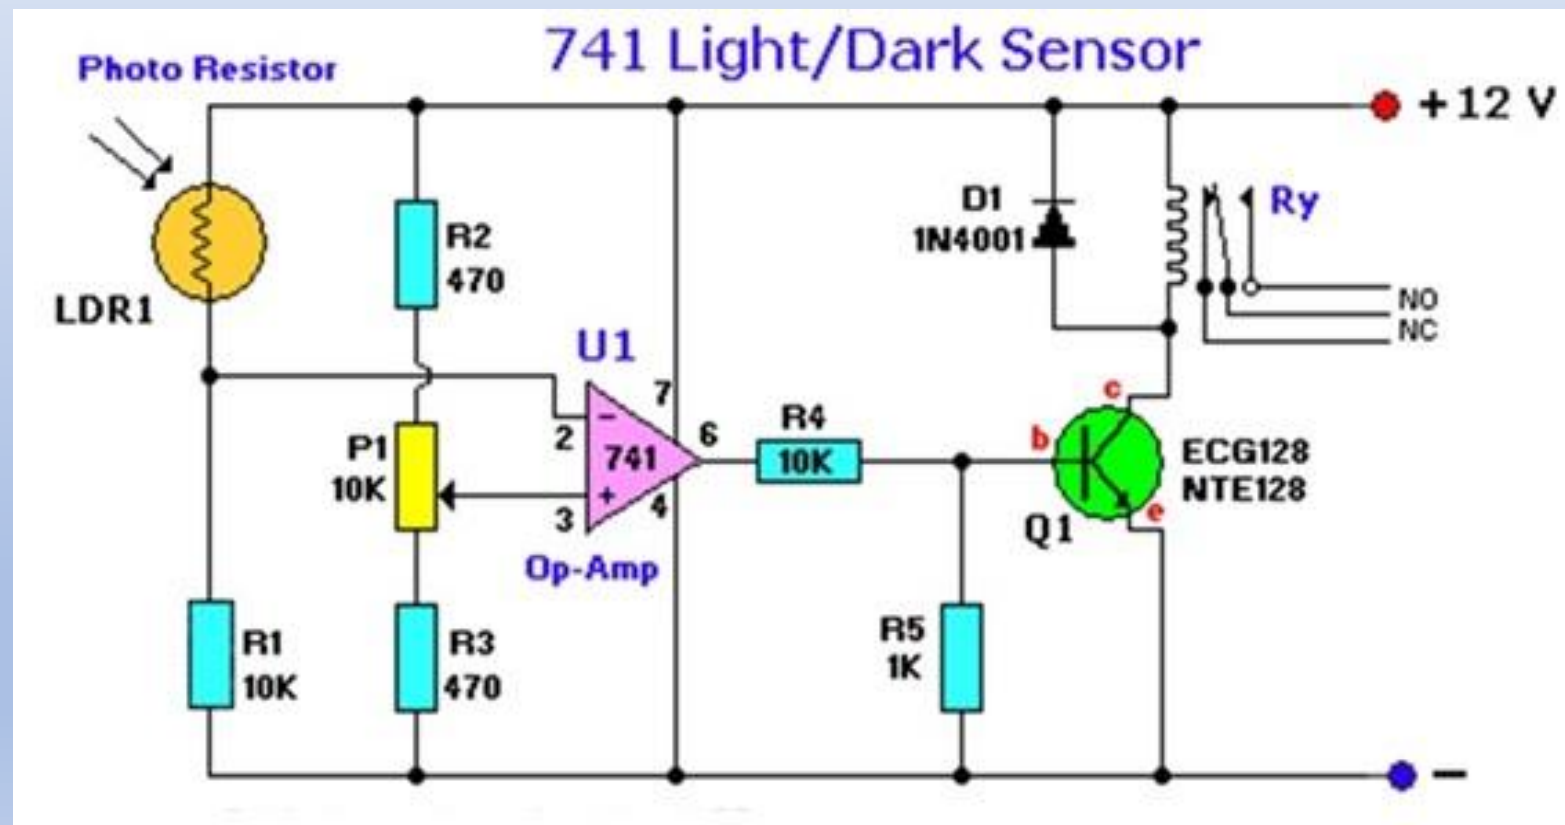 741 Light/Dark Sensor
Photo Resistor
+12 V
LDR1
R2
470
D1
1N4001
Ry
NO
NC
U1
7
2
−
741
6
+
3
4
Op-Amp
P1
10K
R4
10K
b
c
e
ECG128
NTE128
Q1
R1
10K
R3
470
R5
1K
−